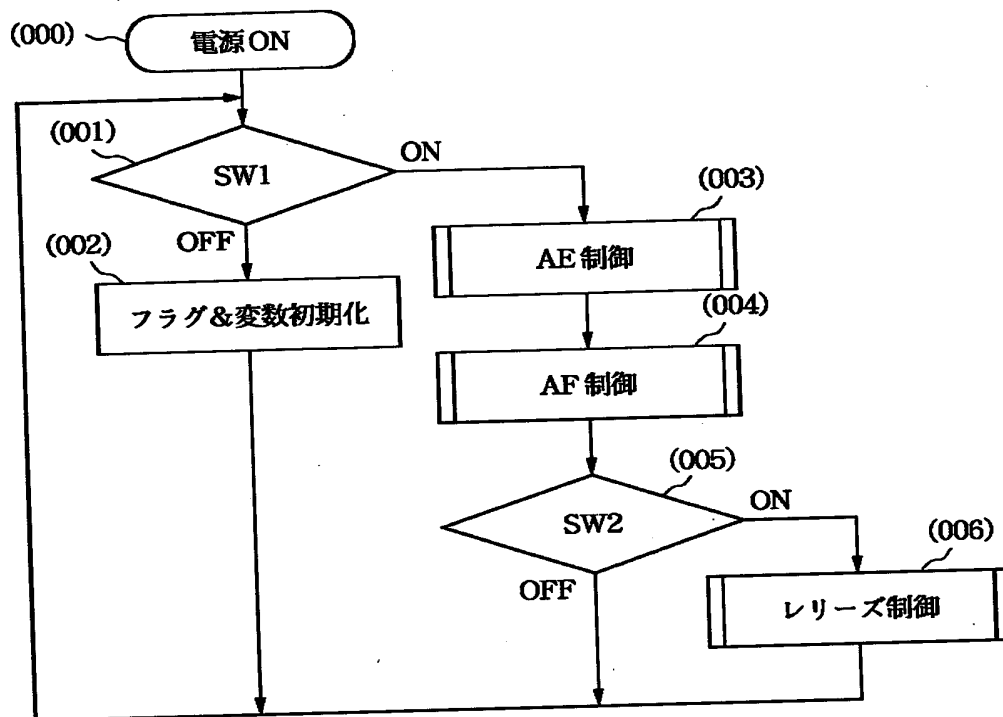 (000)
電源ON
(001)
SW1
ON
OFF
(002)
フラグ&変数初期化
(003)
AE制御
(004)
AF制御
(005)
SW2
ON
OFF
(006)
レリーズ制御